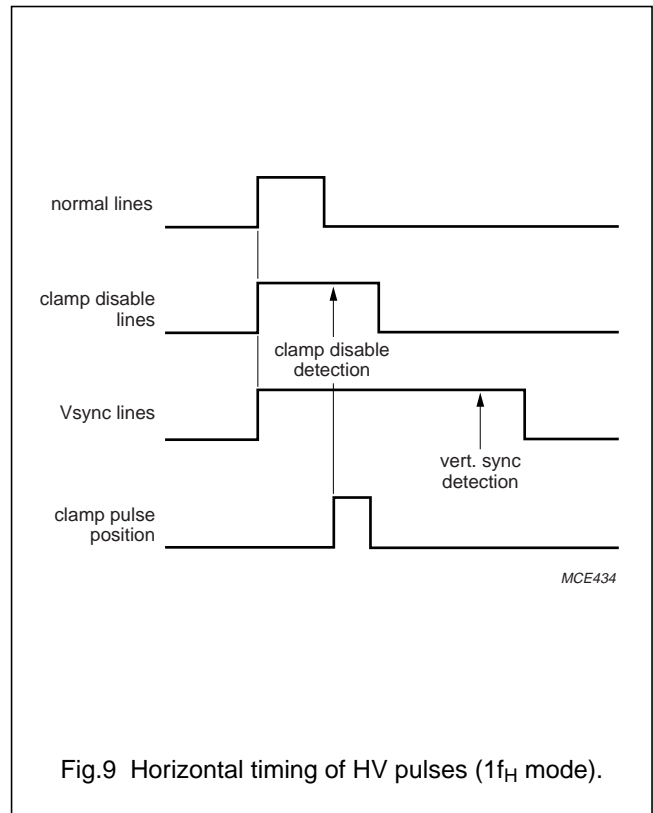 normal lines
clamp disable
lines
clamp disable
detection
Vsync lines
vert. sync
detection
clamp pulse
position
MCE434
Fig.9 Horizontal timing of HV pulses (1fH mode).